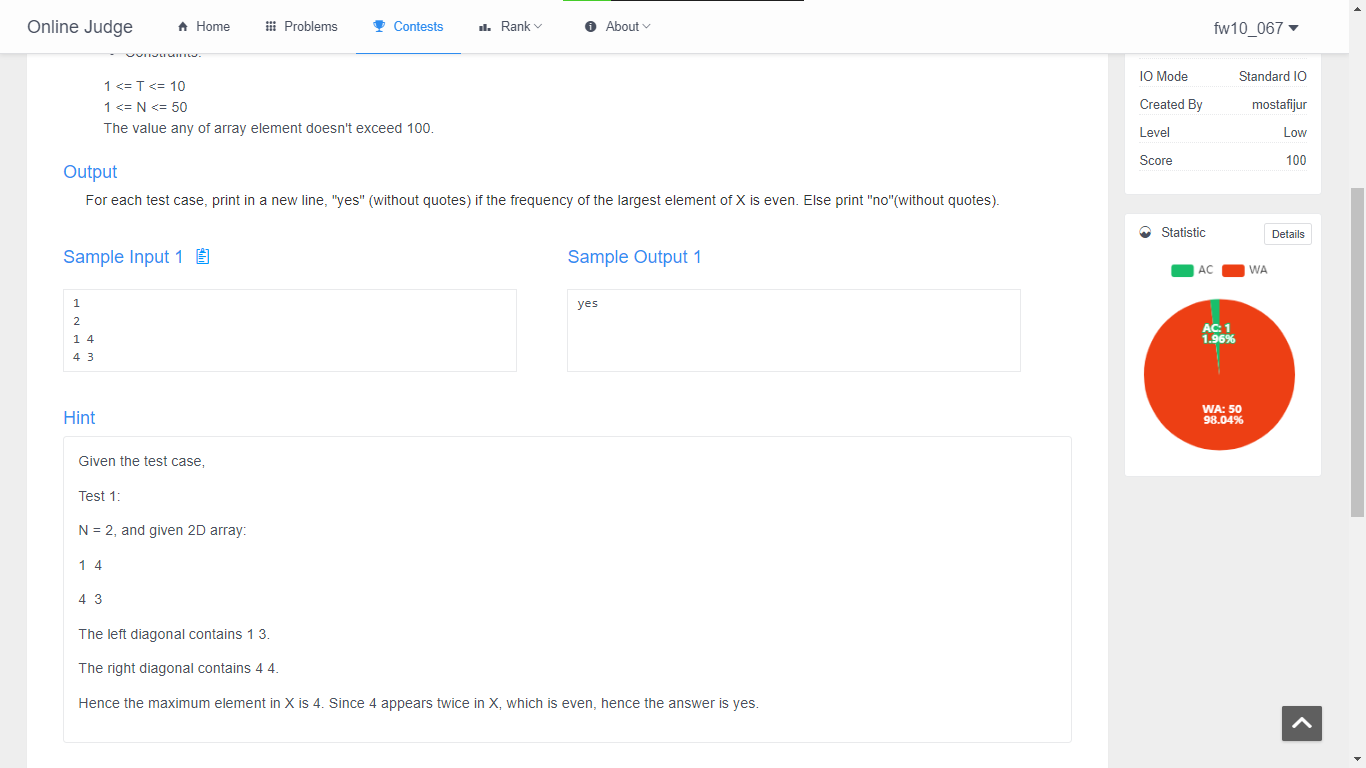 Online Judge
Home
Problems
Contests
Rank
About
fw10_067
Constraints:
1 <= T <= 10
1 <= N <= 50
The value any of array element doesn't exceed 100.
Output
For each test case, print in a new line, "yes" (without quotes) if the frequency of the largest element of X is even. Else print "no"(without quotes).
Sample Input 1
1
2
1 4
4 3
Sample Output 1
yes
Hint
Given the test case,
Test 1:
N = 2, and given 2D array:
1 4
4 3
The left diagonal contains 1 3.
The right diagonal contains 4 4.
Hence the maximum element in X is 4. Since 4 appears twice in X, which is even, hence the answer is yes.
IO Mode Standard IO
Created By mostafijur
Level Low
Score 100
Statistic
Details
AC WA
AC: 1
1.96%
WA: 50
98.04%